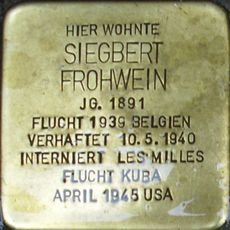 HIER WOHNTE
SIEGBERT
FROHWEIN
JG. 1891
FLUCHT 1939 BELGIEN
VERHAFTET 10.5.1940
INTERNIERT LES MILLES
FLUCHT KUBA
APRIL 1945 USA